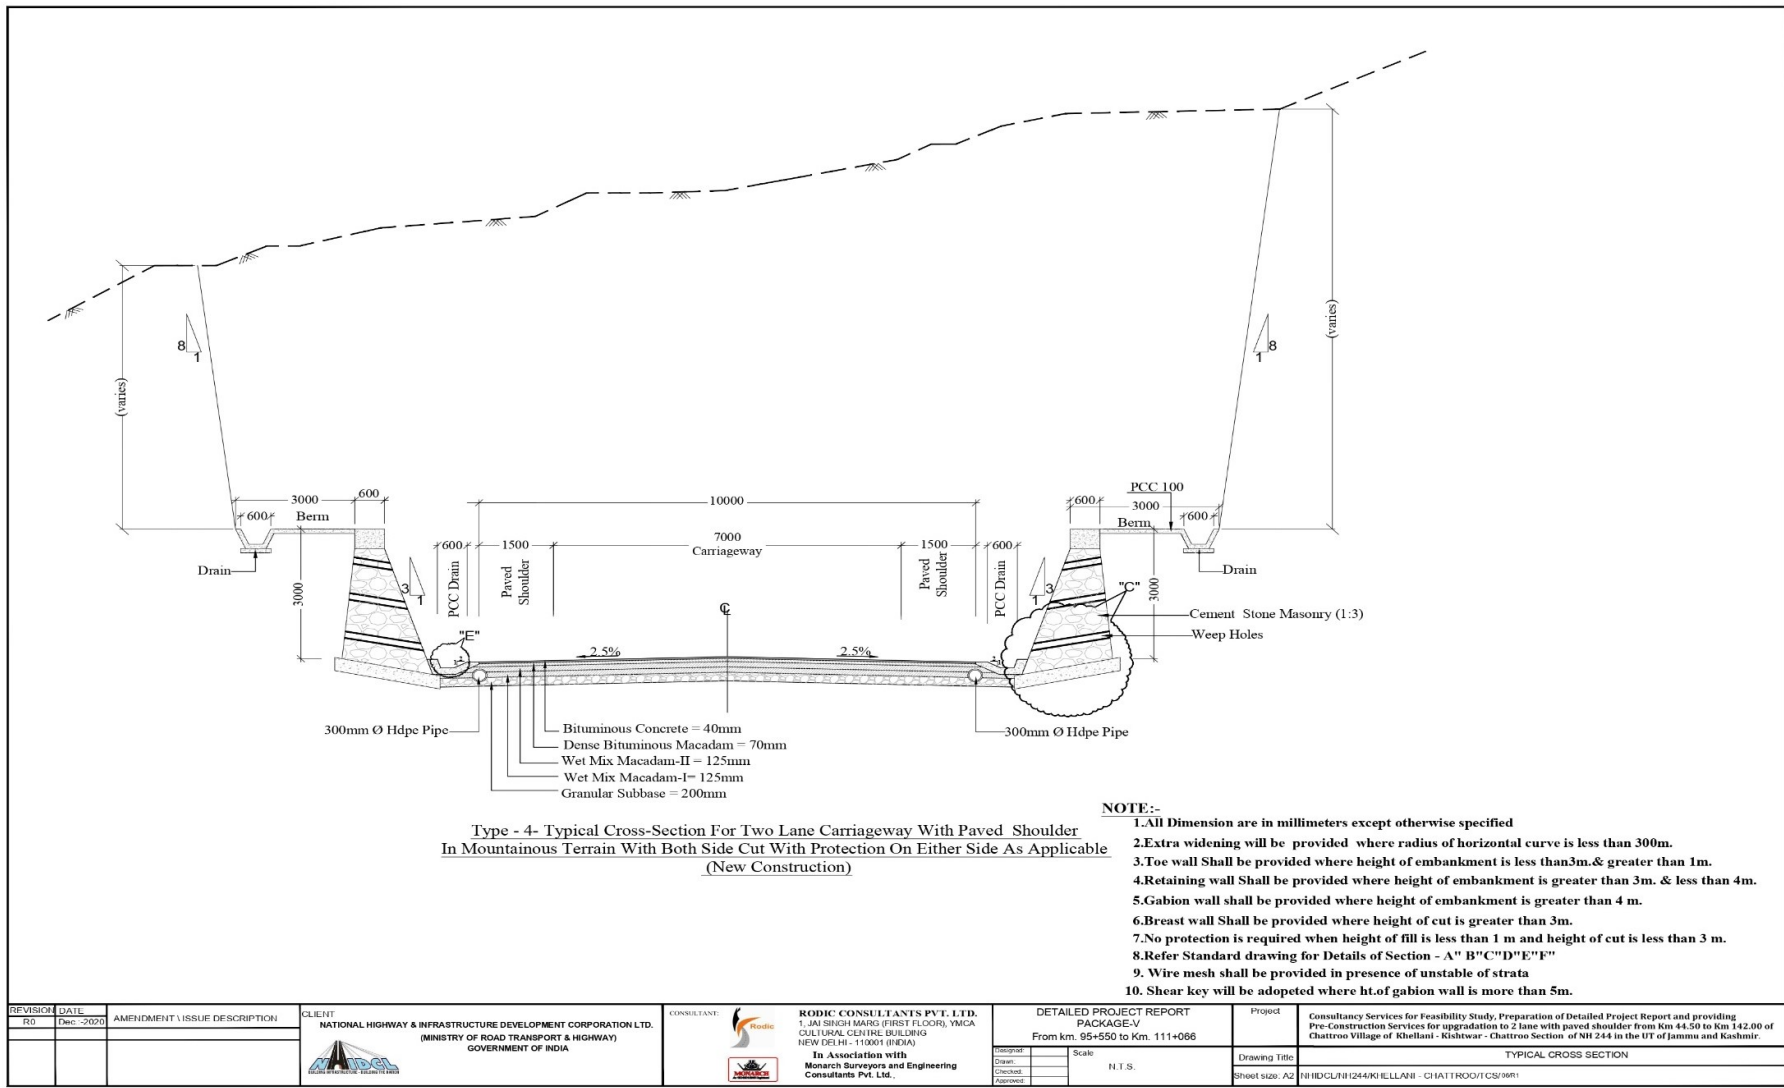 (varies)
8
1
(varies)
1
8
3000
600
600
Berm
Drain
3000
3
1
600
PCC Drain
1500
Paved
Shoulder
10000
7000
Carriageway
1500
Paved
Shoulder
600
PCC Drain
600
PCC 100
3000
Berm
600
Drain
1
3
3000
"C"
Cement Stone Masonry (1:3)
Weep Holes
"E"
2.5%
2.5%
℄
300mm Ø Hdpe Pipe
300mm Ø Hdpe Pipe
Bituminous Concrete = 40mm
Dense Bituminous Macadam = 70mm
Wet Mix Macadam-II = 125mm
Wet Mix Macadam-I= 125mm
Granular Subbase = 200mm
Type - 4- Typical Cross-Section For Two Lane Carriageway With Paved Shoulder
In Mountainous Terrain With Both Side Cut With Protection On Either Side As Applicable
(New Construction)
NOTE:-
1.All Dimension are in millimeters except otherwise specified
2.Extra widening will be provided where radius of horizontal curve is less than 300m.
3.Toe wall Shall be provided where height of embankment is less than3m.& greater than 1m.
4.Retaining wall Shall be provided where height of embankment is greater than 3m. & less than 4m.
5.Gabion wall shall be provided where height of embankment is greater than 4 m.
6.Breast wall Shall be provided where height of cut is greater than 3m.
7.No protection is required when height of fill is less than 1 m and height of cut is less than 3 m.
8.Refer Standard drawing for Details of Section - A" B"C"D"E"F"
9. Wire mesh shall be provided in presence of unstable of strata
10. Shear key will be adopeted where ht.of gabion wall is more than 5m.
REVISION DATE AMENDMENT \ ISSUE DESCRIPTION
R0 Dec :-2020
CLIENT
NATIONAL HIGHWAY & INFRASTRUCTURE DEVELOPMENT CORPORATION LTD.
(MINISTRY OF ROAD TRANSPORT & HIGHWAY)
GOVERNMENT OF INDIA
NHIDCL
BUILDING INFRASTRUCTURE - BUILDING THE NATION
CONSULTANT:
Rodic
MONARCH
RODIC CONSULTANTS PVT. LTD.
1, JAI SINGH MARG (FIRST FLOOR), YMCA
CULTURAL CENTRE BUILDING
NEW DELHI - 110001 (INDIA)
In Association with
Monarch Surveyors and Engineering
Consultants Pvt. Ltd.,
DETAILED PROJECT REPORT
PACKAGE-V
From km. 95+550 to Km. 111+066
Designed:
Drawn:
Checked:
Approved:
Scale
N.T.S.
Project
Consultancy Services for Feasibility Study, Preparation of Detailed Project Report and providing
Pre-Construction Services for upgradation to 2 lane with paved shoulder from Km 44.50 to Km 142.00 of
Chattroo Village of Khellani - Kishtwar - Chattroo Section of NH 244 in the UT of Jammu and Kashmir.
Drawing Title
TYPICAL CROSS SECTION
Sheet size: A2
NHIDCL/NH244/KHELLANI - CHATTROO/TCS/06/R1